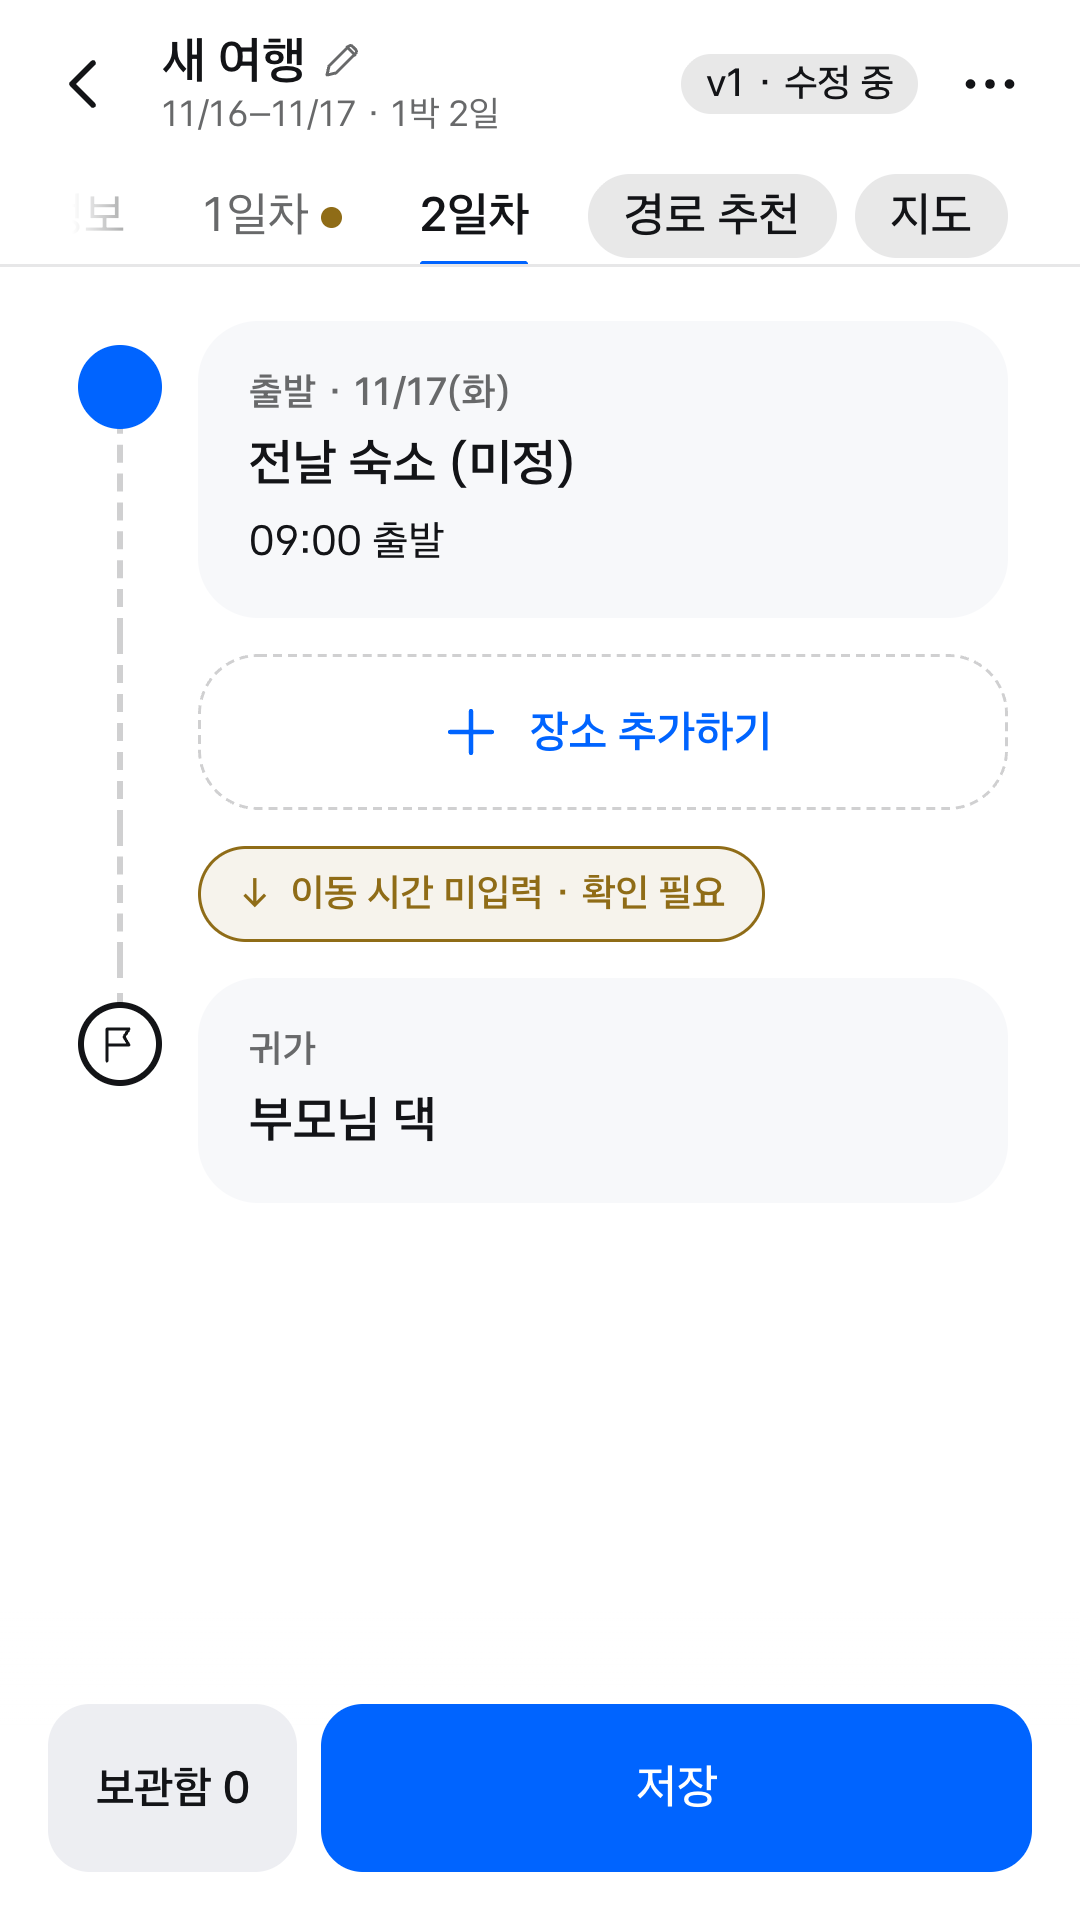 새 여행
11/16–11/17 · 1박 2일
v1 · 수정 중
보
1일차
2일차
경로 추천
지도
출발 · 11/17(화)
전날 숙소 (미정)
09:00 출발
장소 추가하기
↓ 이동 시간 미입력 · 확인 필요
귀가
부모님 댁
보관함 0
저장